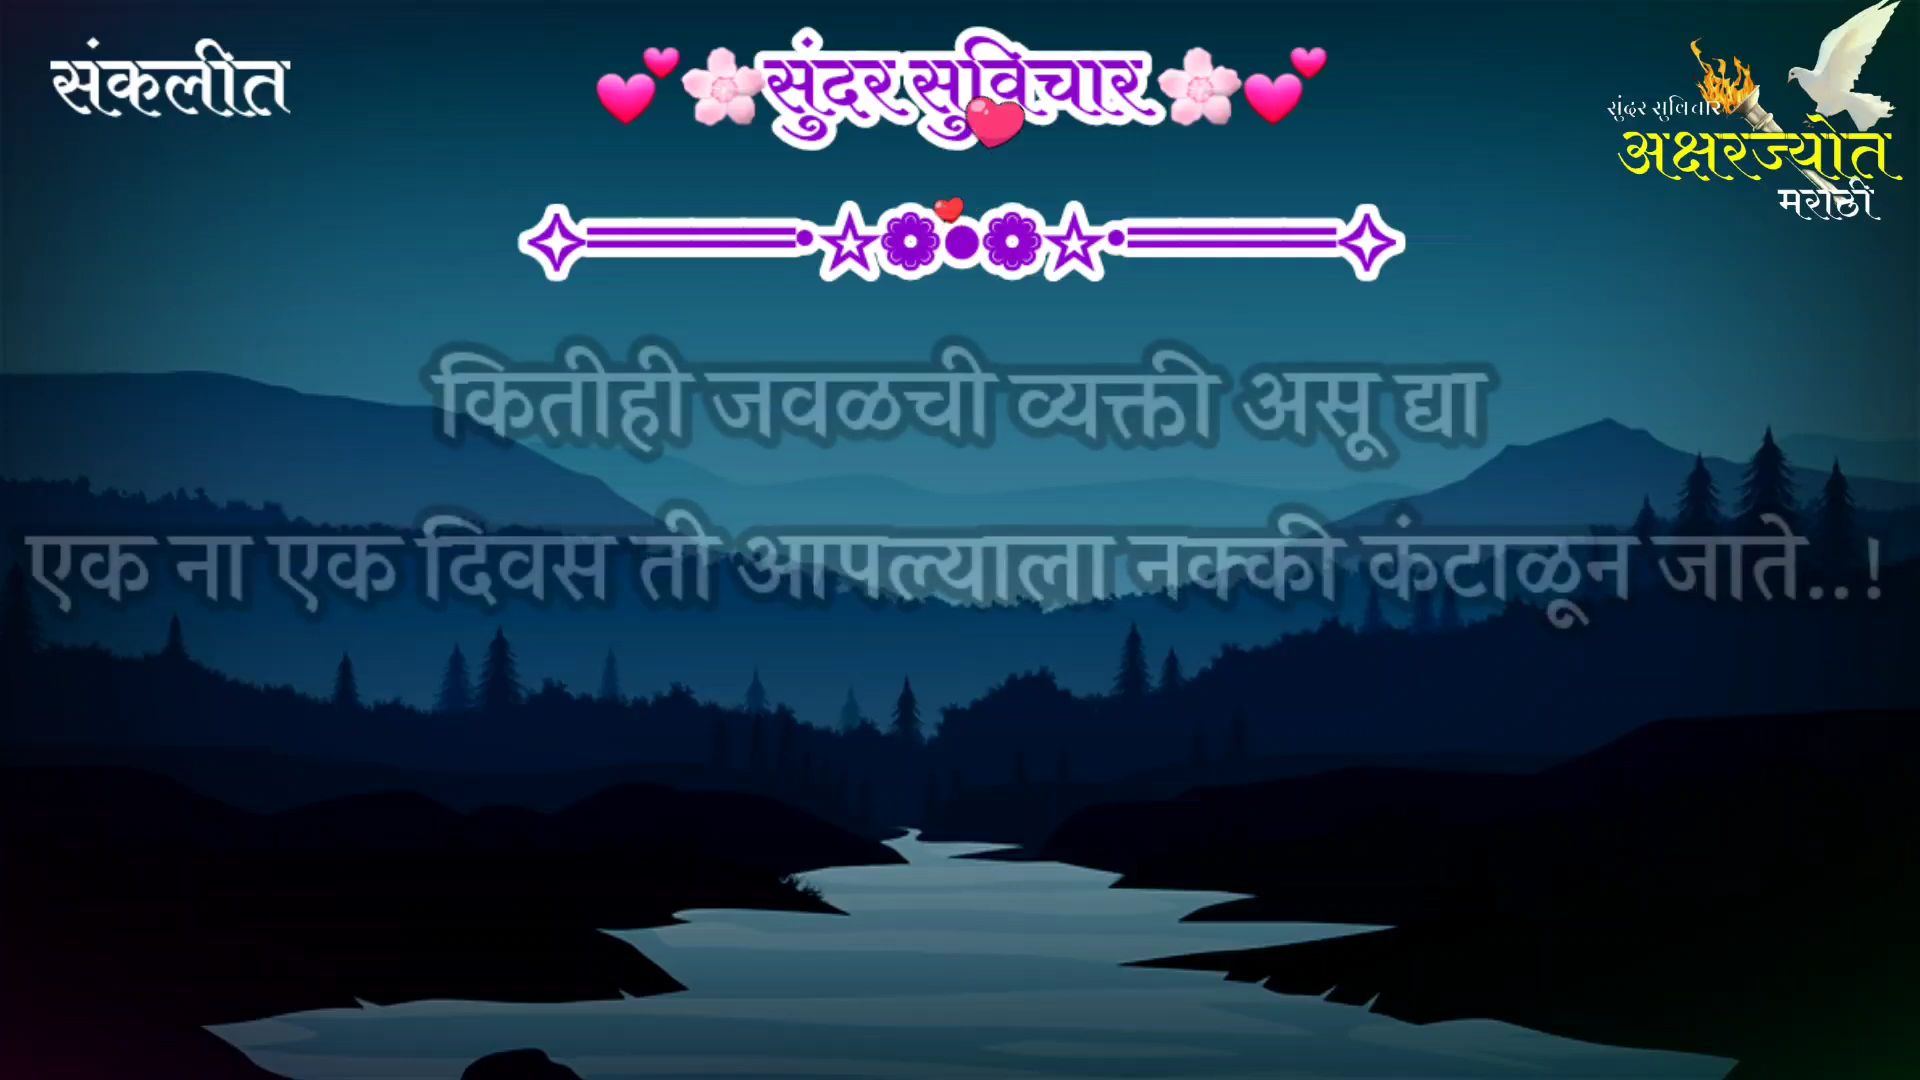 संकलीत
सुंदर सुविचार
सुंदर सुविचार
अक्षरज्योत
मराठी
कितीही जवळची व्यक्ती असू द्या
एक ना एक दिवस ती आपल्याला नक्की कंटाळून जाते..!